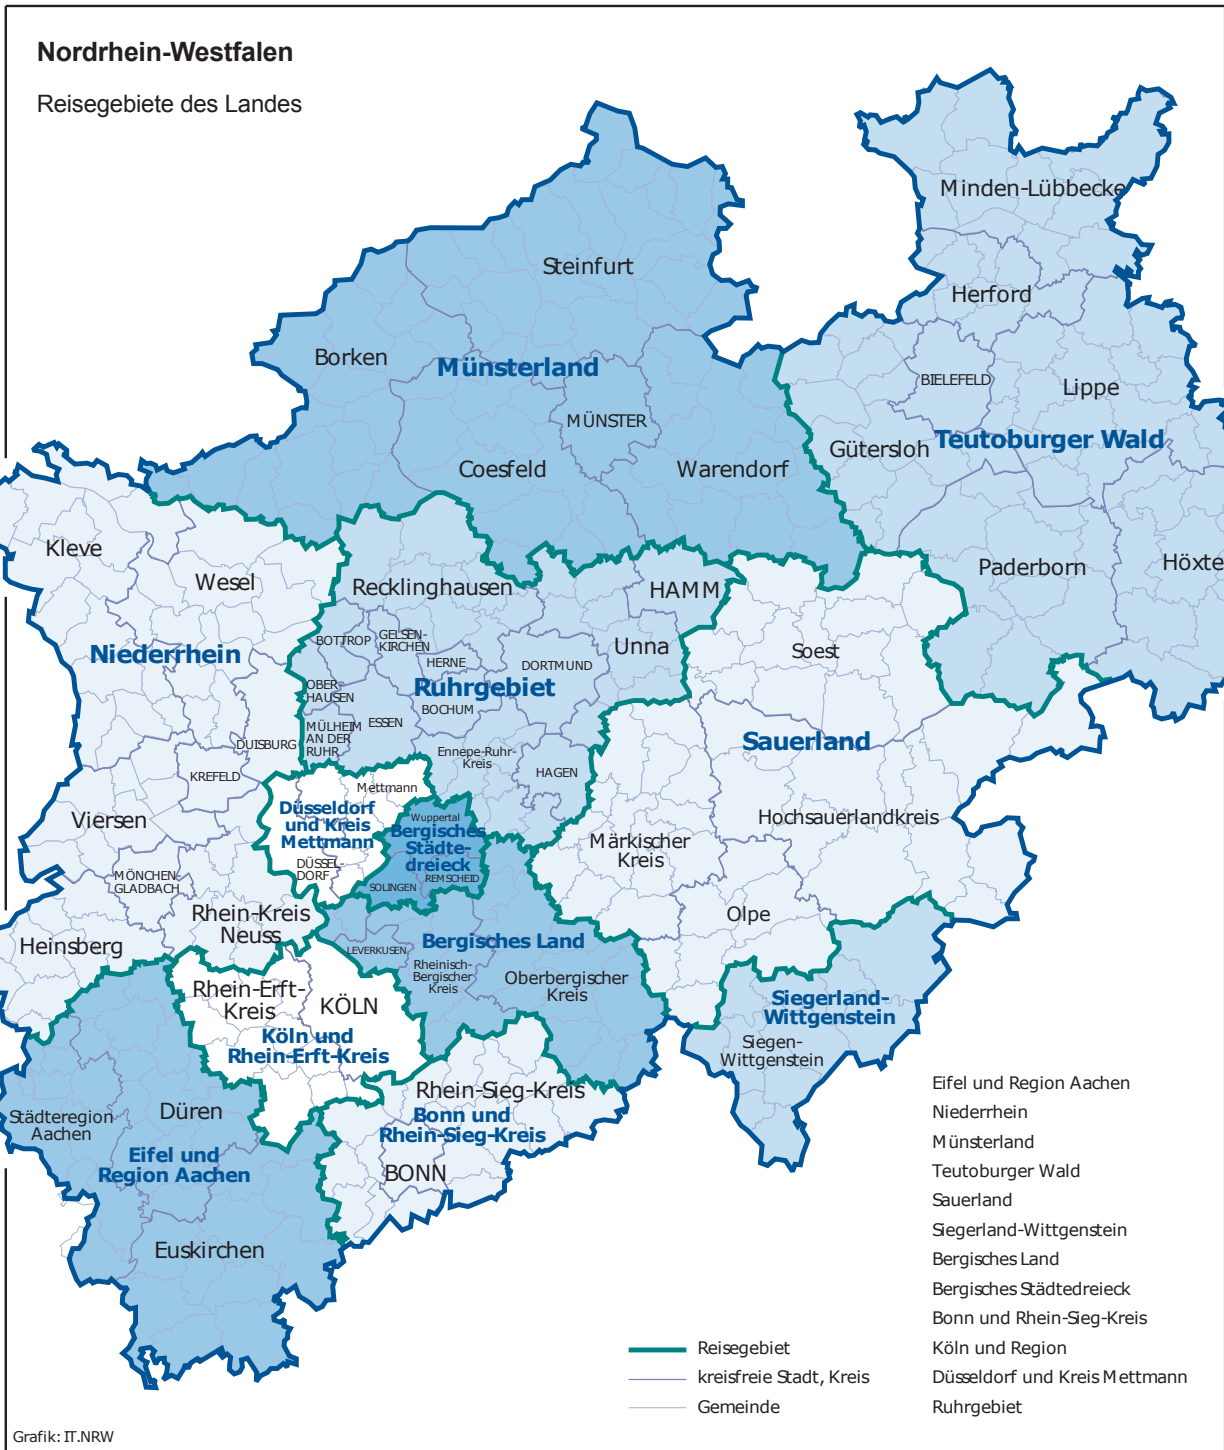 Nordrhein-Westfalen
Reisegebiete des Landes
Minden-Lübbecke
Steinfurt
Herford
Borken
Münsterland
BIELEFELD
Lippe
MÜNSTER
Teutoburger Wald
Gütersloh
Coesfeld
Warendorf
Kleve
Wesel
Recklinghausen
HAMM
Paderborn
Höxte
Niederrhein
BOTTROP
GELSEN-
KIRCHEN
HERNE
DORTMUND
Unna
Soest
Ruhrgebiet
OBER-
HAUSEN
BOCHUM
ESSEN
MÜLHEIM
AN DER
RUHR
DUISBURG
Ennepe-Ruhr-
Kreis
HAGEN
Sauerland
KREFELD
Mettmann
Düsseldorf
und Kreis
Mettmann
Viersen
Wuppertal
Bergisches
Städte-
dreieck
Hochsauerlandkreis
Märkischer
Kreis
DÜSSEL-
DORF
MÖNCHEN-
GLADBACH
SOLINGEN
REMSCHEID
Rhein-Kreis
Neuss
Olpe
Heinsberg
LEVERKUSEN
Bergisches Land
Rheinisch-
Bergischer
Kreis
Oberbergischer
Kreis
Rhein-Erft-
Kreis
KÖLN
Köln und
Rhein-Erft-Kreis
Siegerland-
Wittgenstein
Siegen-
Wittgenstein
Rhein-Sieg-Kreis
Bonn und
Rhein-Sieg-Kreis
BONN
Städteregion
Aachen
Düren
Eifel und
Region Aachen
Euskirchen
Eifel und Region Aachen
Niederrhein
Münsterland
Teutoburger Wald
Sauerland
Siegerland-Wittgenstein
Bergisches Land
Bergisches Städtedreieck
Bonn und Rhein-Sieg-Kreis
Köln und Region
Düsseldorf und Kreis Mettmann
Ruhrgebiet
Reisegebiet
kreisfreie Stadt, Kreis
Gemeinde
Grafik: IT.NRW